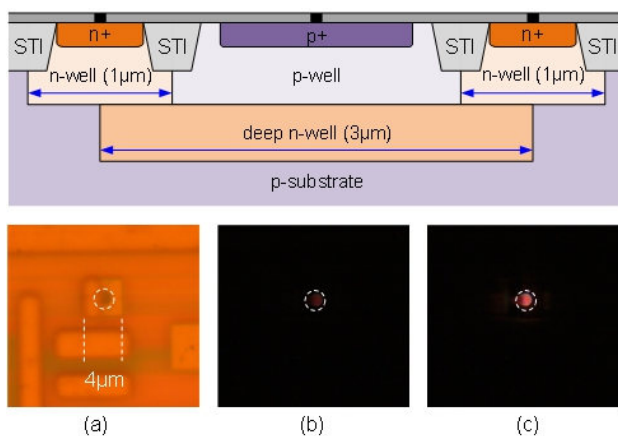 n+ p+ n+
STI STI STI STI
n-well (1μm) p-well n-well (1μm)
deep n-well (3μm)
p-substrate
4μm
(a) (b) (c)